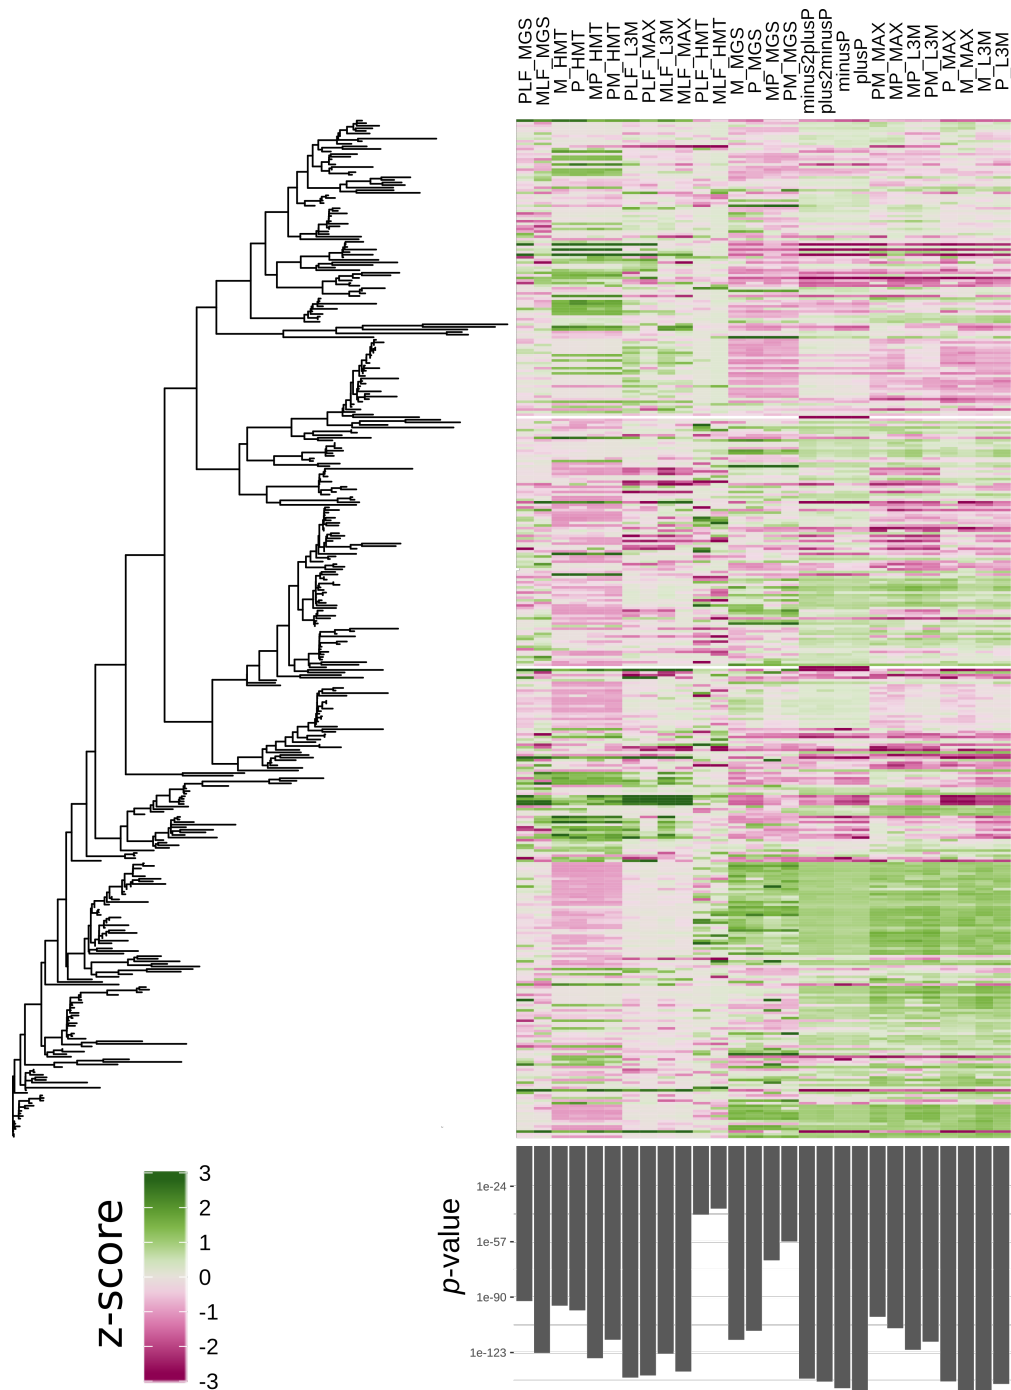 PLF_MGS
MLF_MGS
M_HMT
P_HMT
MP_HMT
PM_HMT
PLF_L3M
PLF_MAX
MLF_L3M
MLF_MAX
PLF_HMT
MLF_HMT
M_MGS
P_MGS
MP_MGS
PM_MGS
minus2plusP
plus2minusP
minusP
plusP
PM_MAX
MP_MAX
MP_L3M
PM_L3M
P_MAX
M_MAX
M_L3M
P_L3M
z-score
3
2
1
0
-1
-2
-3
p-value
1e-24
1e-57
1e-90
1e-123